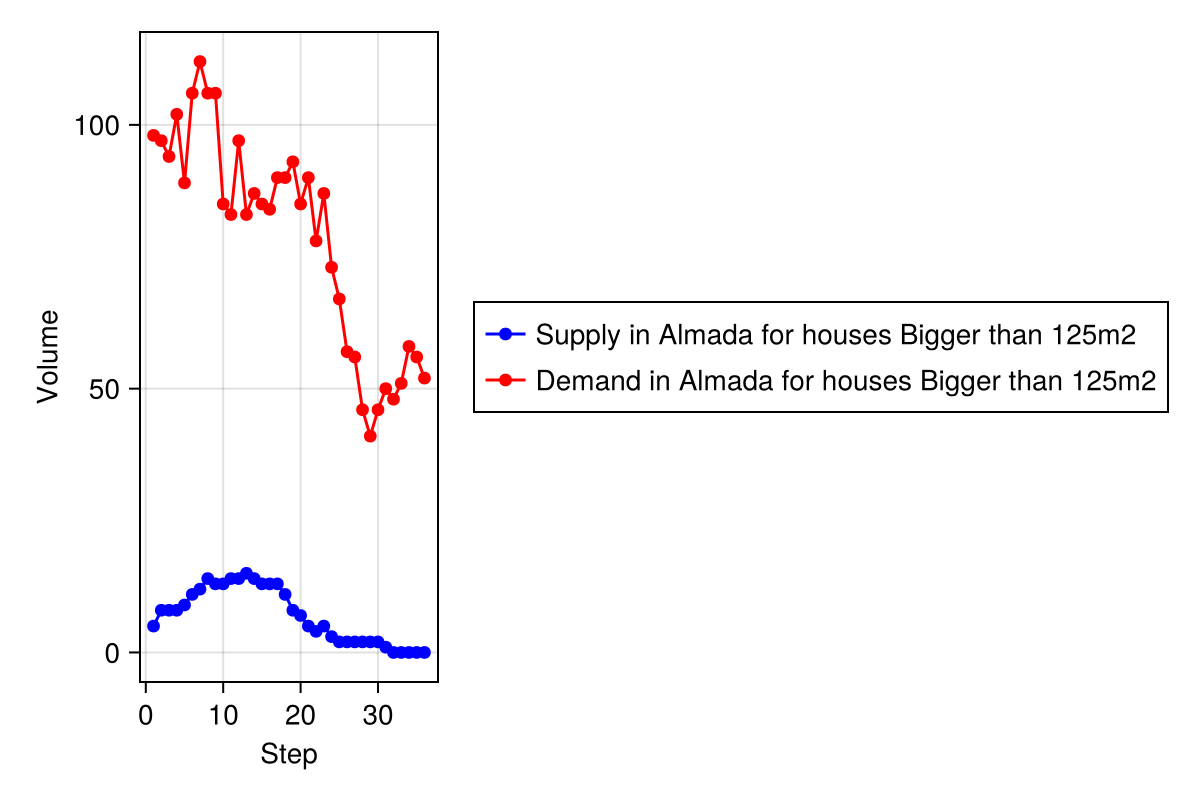 100
50
0
Volume
0 10 20 30
Step
Supply in Almada for houses Bigger than 125m2
Demand in Almada for houses Bigger than 125m2